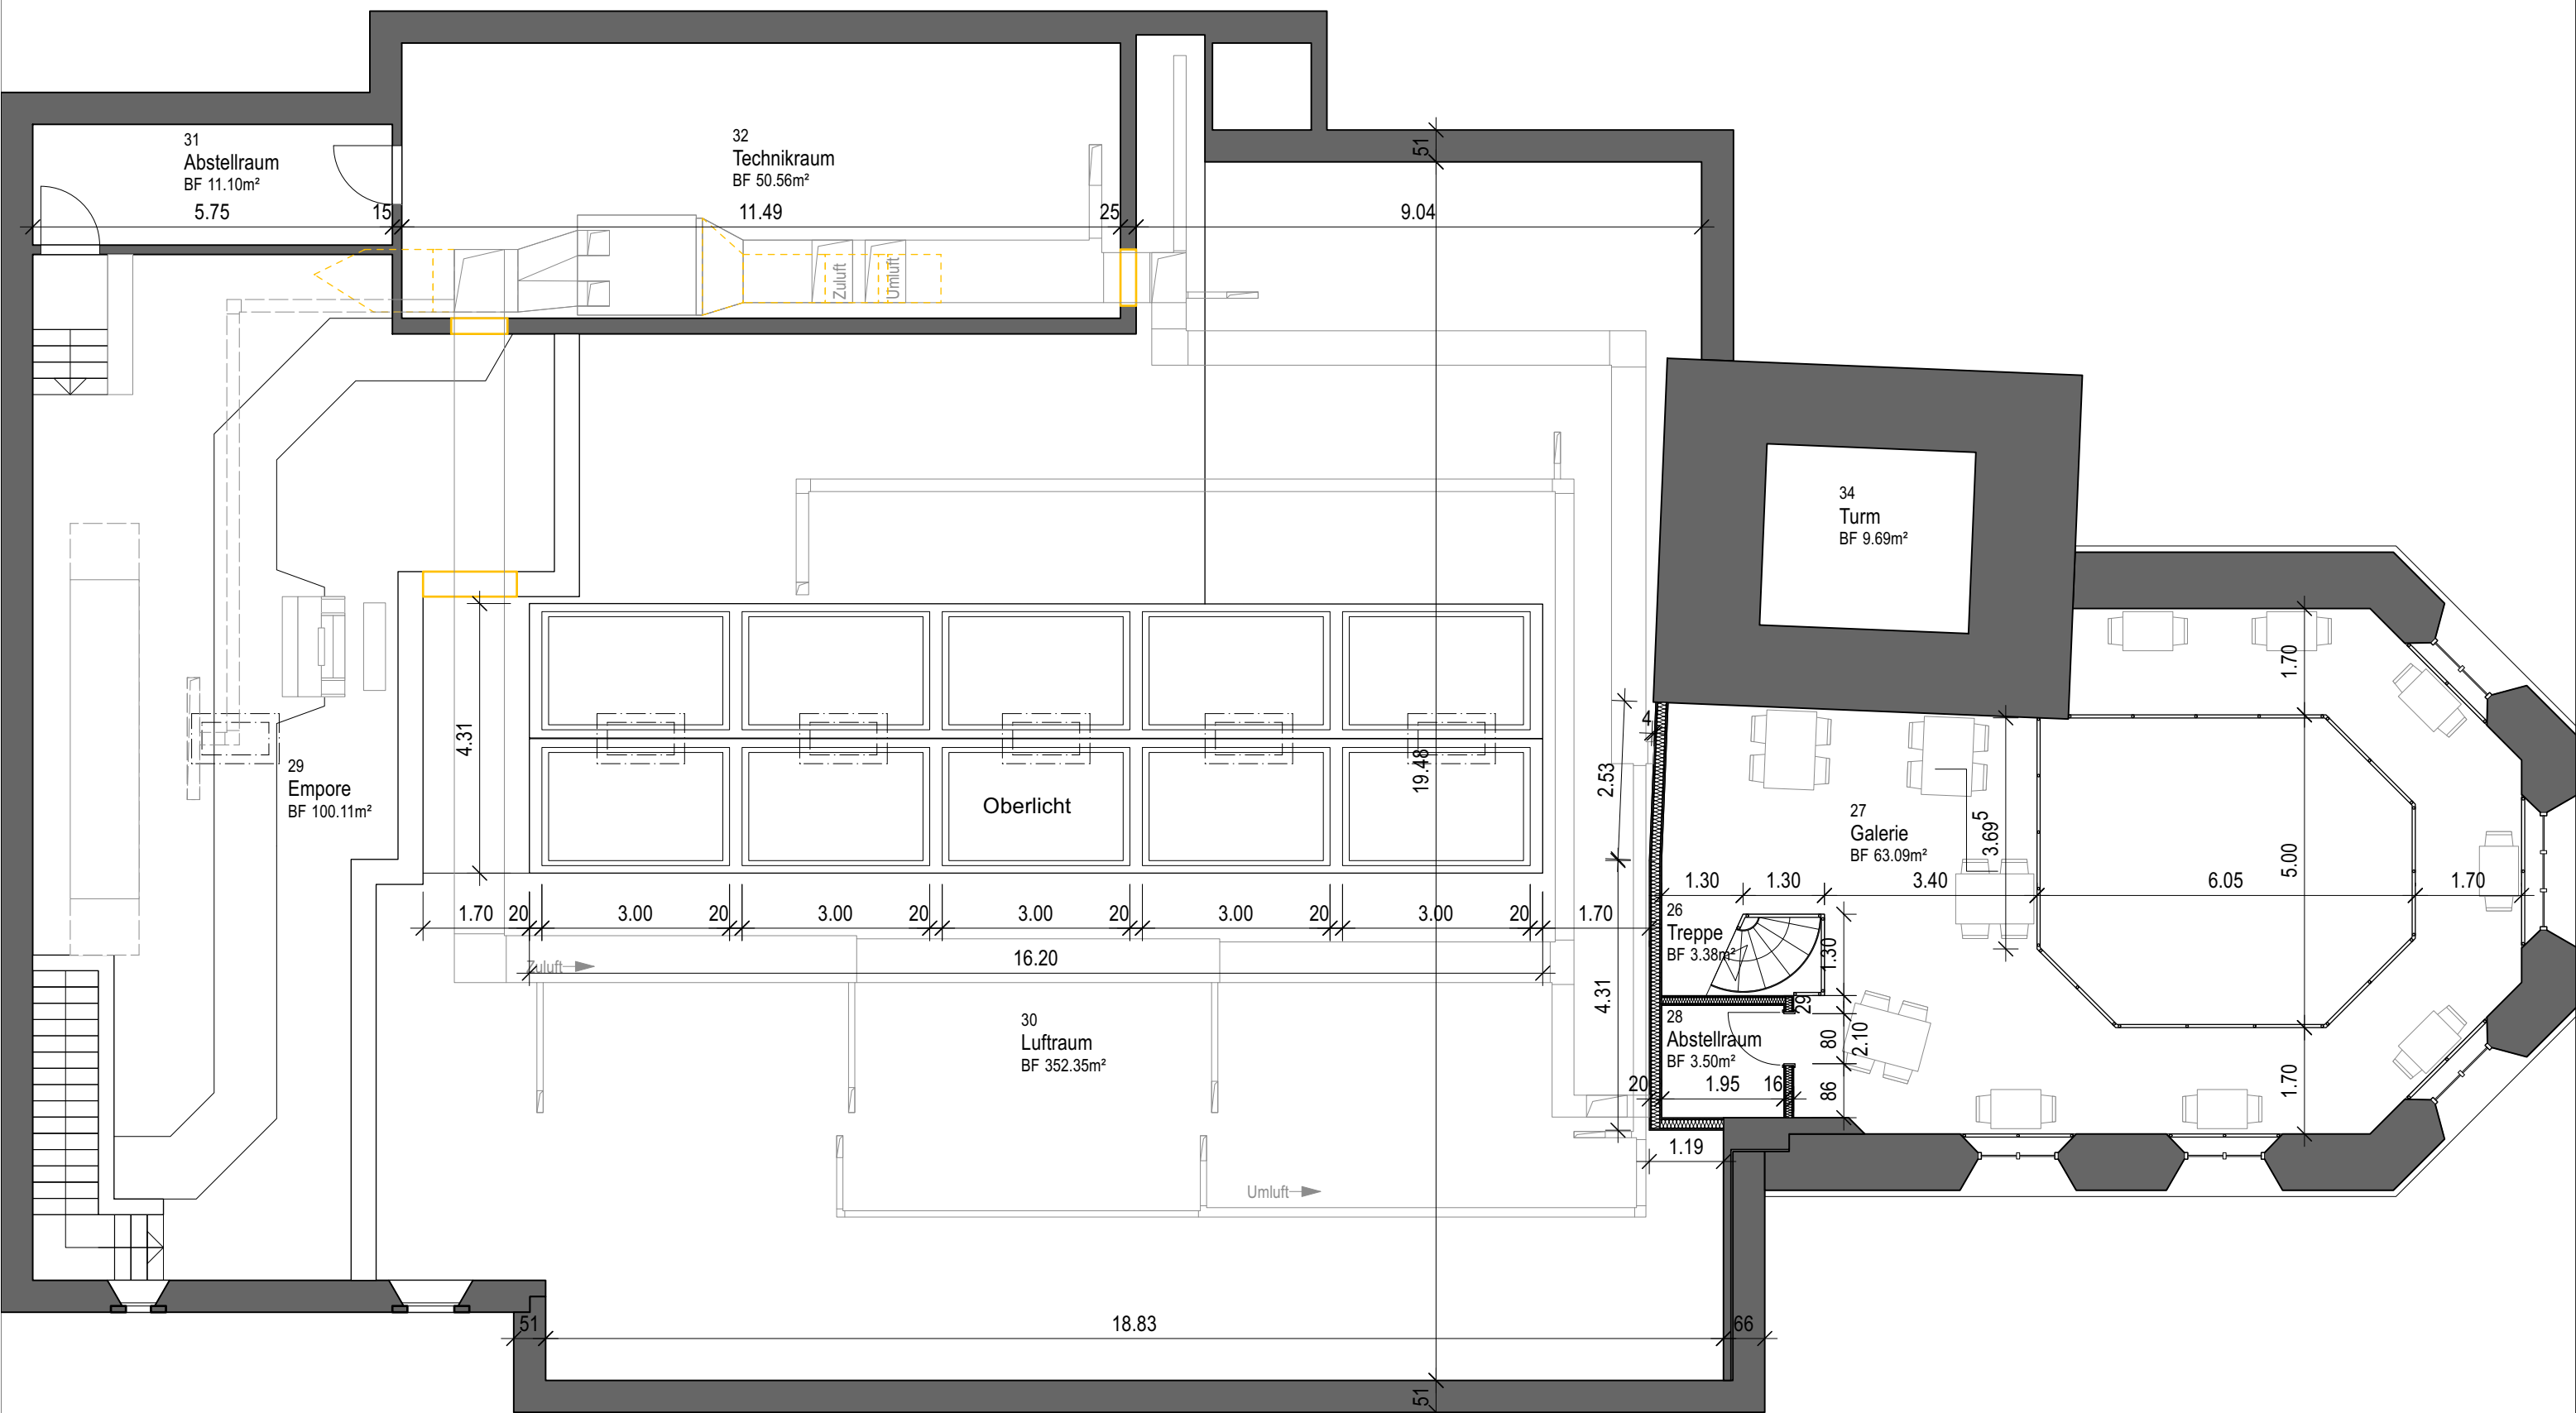 51
31
Abstellraum
BF 11.10m²
32
Technikraum
BF 50.56m²
5.75
15
11.49
25
9.04
Zuluft
Umluft
34
Turm
BF 9.69m²
1.70
4
4.31
19.48
2.53
29
Empore
BF 100.11m²
Oberlicht
27
Galerie
BF 63.09m²
3.69⁵
5.00
1.30
1.30
3.40
6.05
1.70
1.70
20
3.00
20
3.00
20
3.00
20
3.00
20
3.00
20
1.70
26
Treppe
BF 3.38m²
1.30
Zuluft
16.20
4.31
29
30
Luftraum
BF 352.35m²
28
Abstellraum
BF 3.50m²
80
2.10
20
1.95
16
86
1.70
1.19
Umluft
51
18.83
66
51